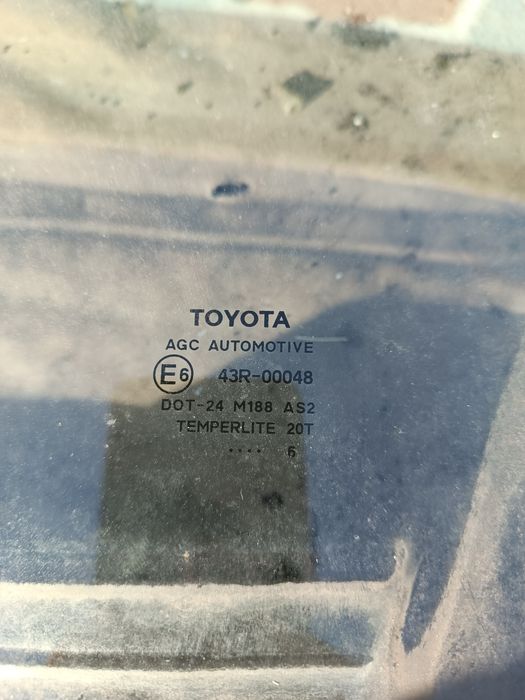 TOYOTA
AGC AUTOMOTIVE
E6 43R-00048
DOT-24 M188 AS2
TEMPERLITE 20T
.... 6